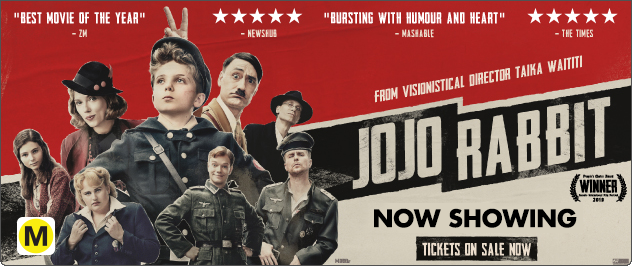 "BEST MOVIE OF THE YEAR"
- ZM
★★★★★
- NEWSHUB
"BURSTING WITH HUMOUR AND HEART"
- MASHABLE
★★★★★
- THE TIMES
FROM VISIONISTICAL DIRECTOR TAIKA WAITITI
JOJO RABBIT
WINNER
2019
NOW SHOWING
TICKETS ON SALE NOW
M